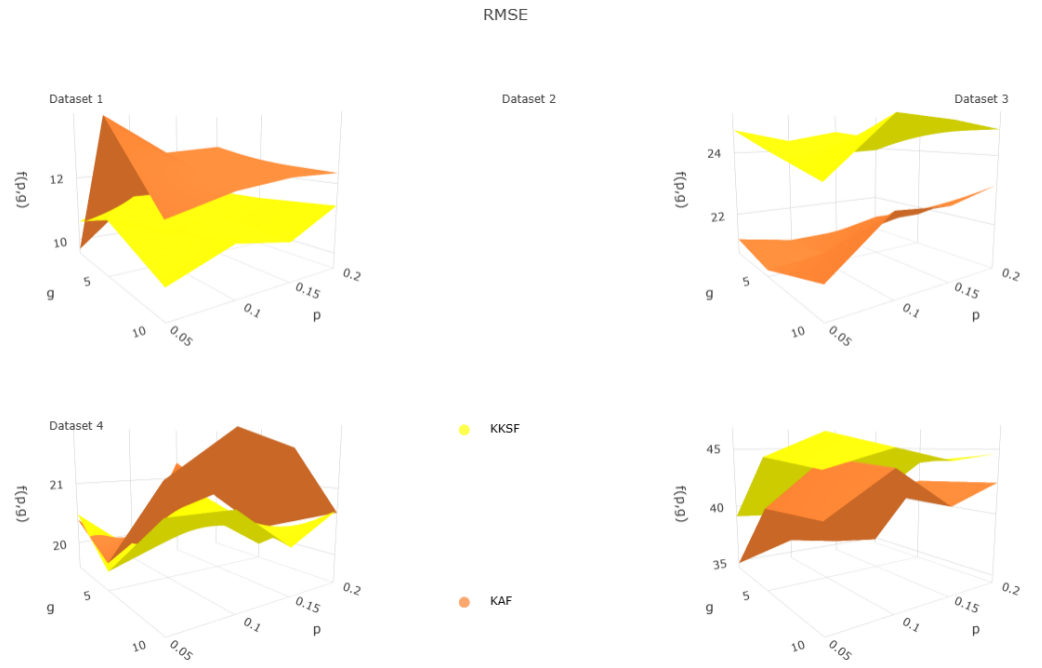 RMSE
Dataset 1
Dataset 2
Dataset 3
f(p,g)
12
10
g
5
10
0.05
0.1
0.15
0.2
p
f(p,g)
24
22
g
5
10
0.05
0.1
0.15
0.2
p
Dataset 4
f(p,g)
21
20
g
5
10
0.05
0.1
0.15
0.2
p
KKSF
KAF
f(p,g)
45
40
35
g
5
10
0.05
0.1
0.15
0.2
p